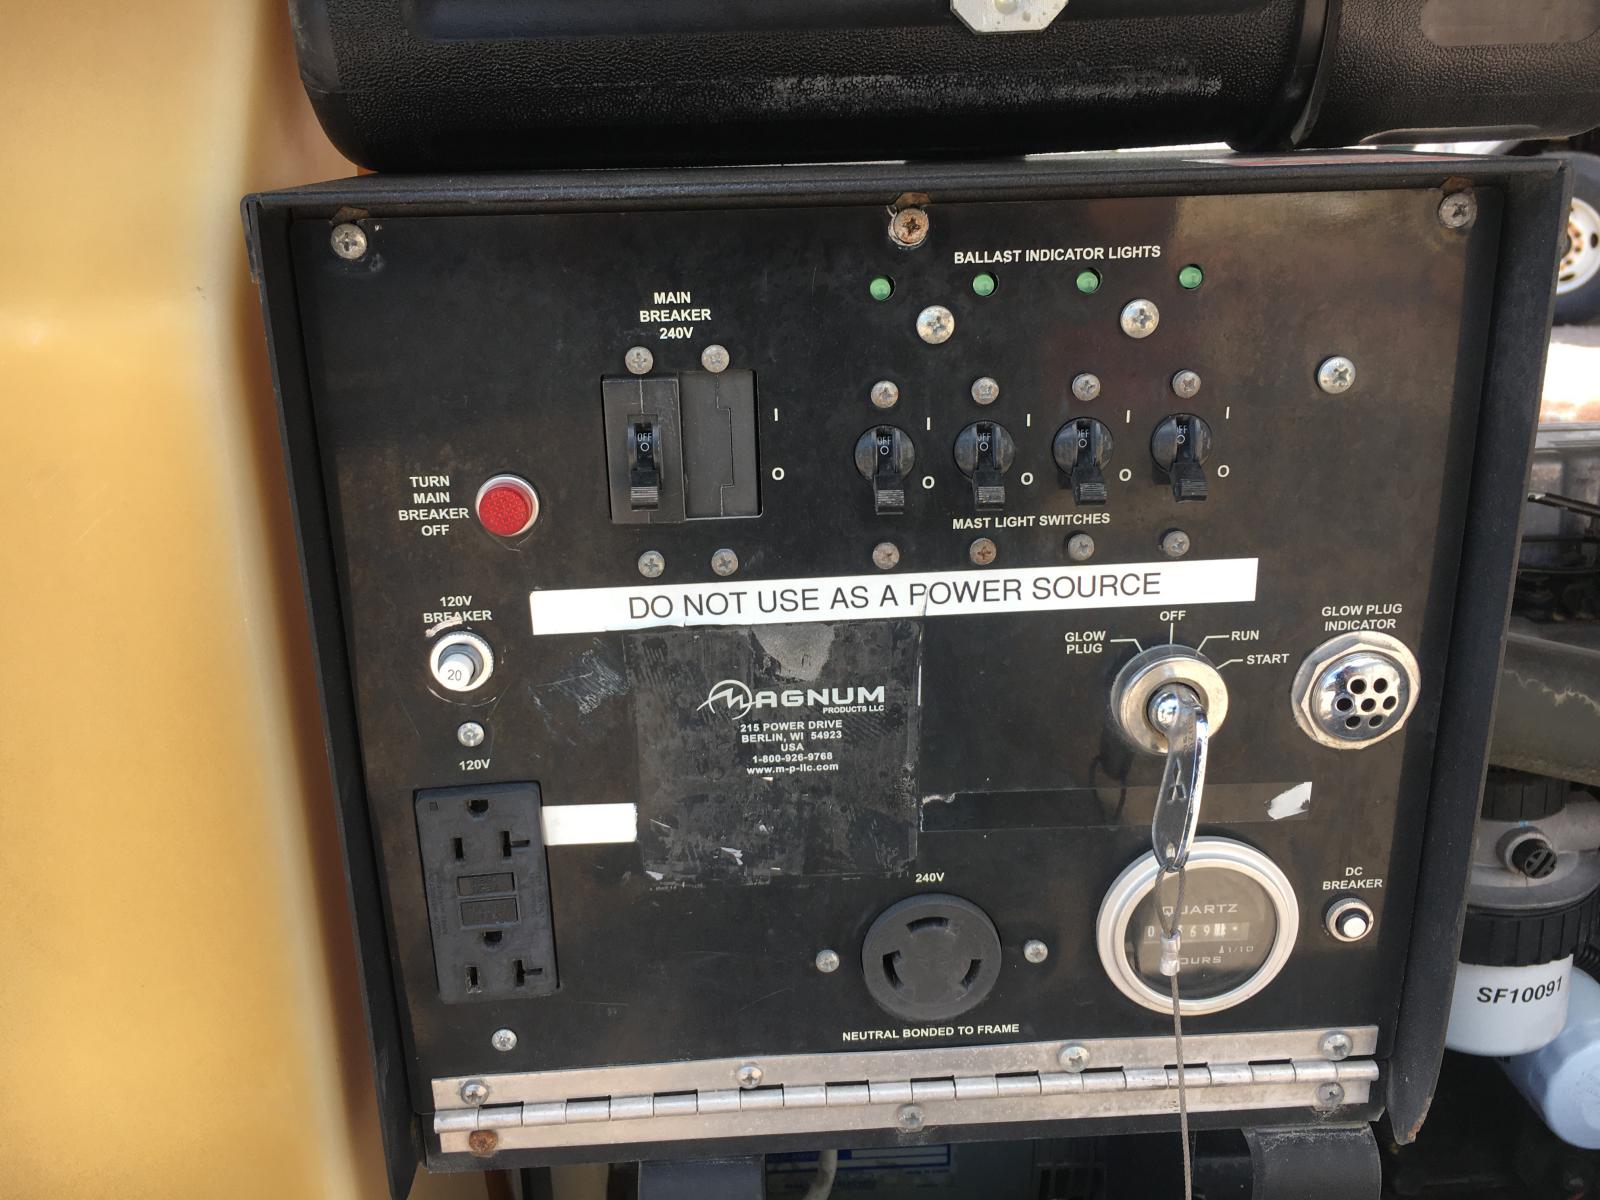 BALLAST INDICATOR LIGHTS
MAIN
BREAKER
240V
I
I
I
I
I
OFF
O
OFF
O
OFF
O
OFF
O
OFF
O
O
O
O
O
O
TURN
MAIN
BREAKER
OFF
MAST LIGHT SWITCHES
DO NOT USE AS A POWER SOURCE
120V
BREAKER
20
OFF
GLOW
PLUG
RUN
START
GLOW PLUG
INDICATOR
MAGNUM
PRODUCTS LLC
215 POWER DRIVE
BERLIN, WI 54923
USA
1-800-926-9768
www.m-p-llc.com
120V
240V
DC
BREAKER
QUARTZ
1/10
SF10091
NEUTRAL BONDED TO FRAME